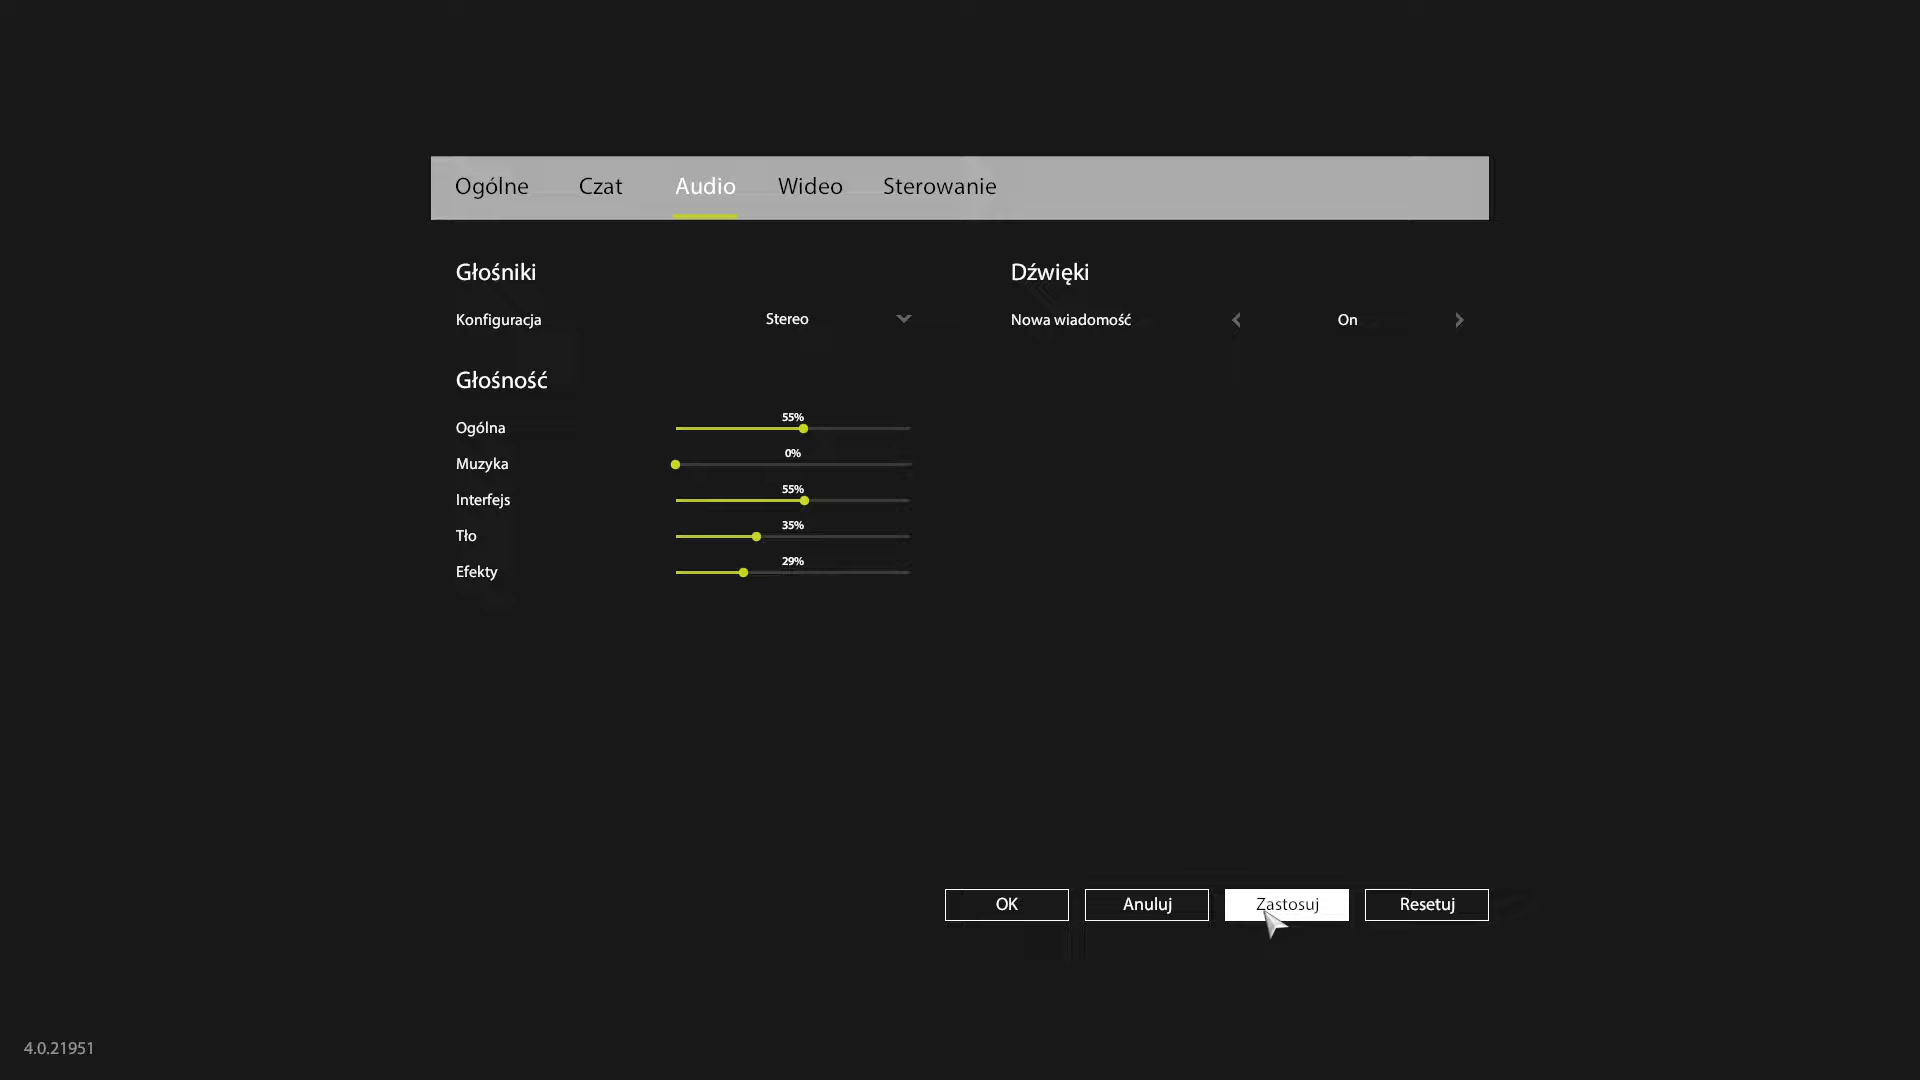 Ogólne Czat Audio Wideo Sterowanie
Głośniki
Konfiguracja Stereo
Głośność
Ogólna 55%
Muzyka 0%
Interfejs 55%
Tło 35%
Efekty 29%
Dźwięki
Nowa wiadomość On
OK Anuluj Zastosuj Resetuj
4.0.21951